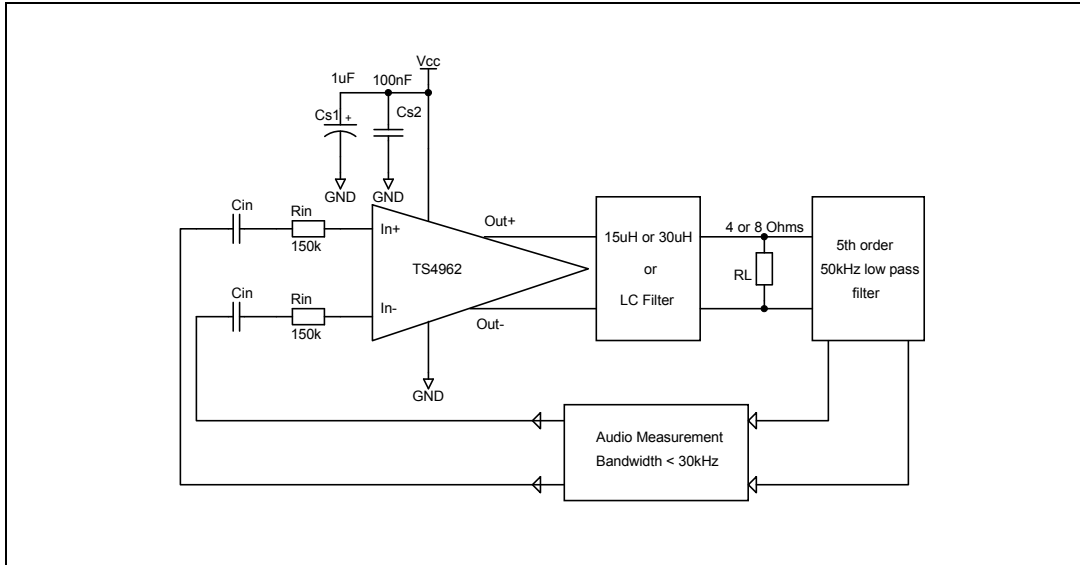 Vcc
1uF
100nF
Cs1
+
Cs2
GND
GND
Cin
Rin
150k
In+
Out+
TS4962
Cin
Rin
150k
In-
Out-
GND
15uH or 30uH
or
LC Filter
4 or 8 Ohms
RL
5th order
50kHz low pass
filter
Audio Measurement
Bandwidth < 30kHz